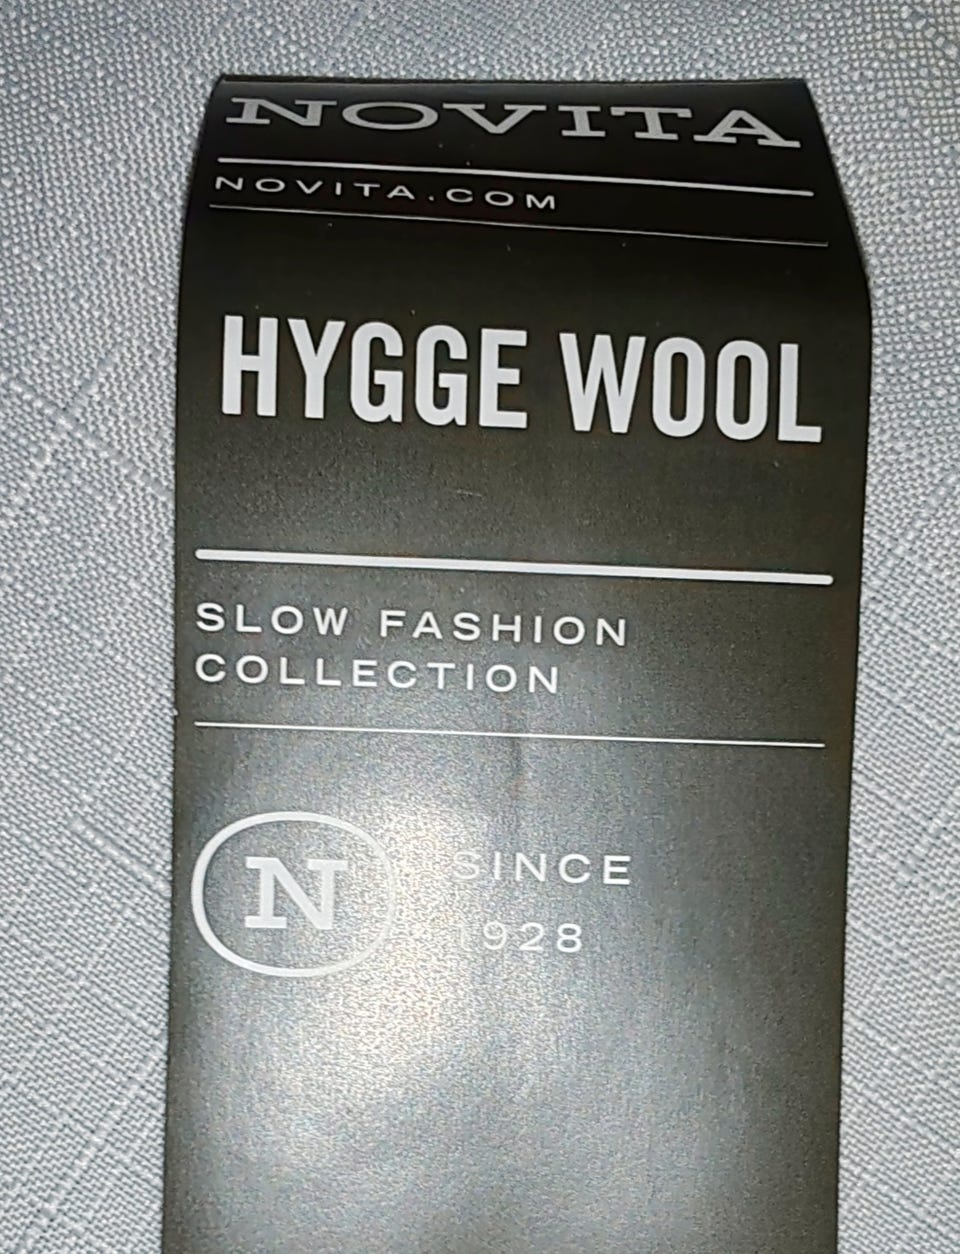 NOVITA
NOVITA.COM
HYGGE WOOL
SLOW FASHION
COLLECTION
N
SINCE
1928